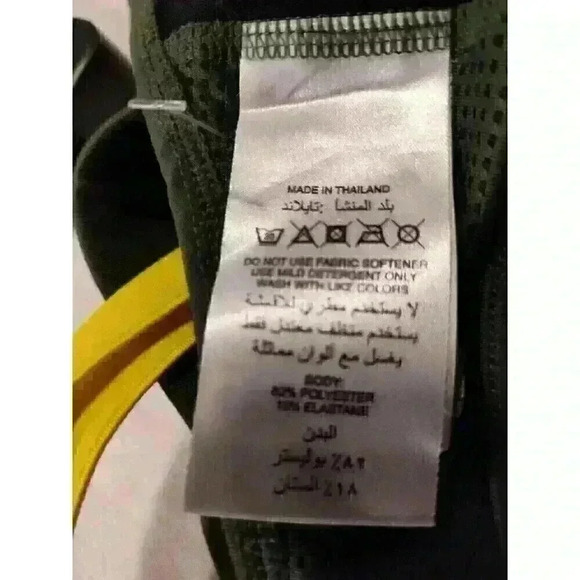 MADE IN THAILAND
بلد المنشأ :تايلاند
DO NOT USE FABRIC SOFTENER
USE MILD DETERGENT ONLY
WASH WITH LIKE COLORS
لا يستخدم مطري للاقمشة
يستخدم منظف معتدل فقط
يغسل مع ألوان مماثلة
BODY:
82% POLYESTER
18% ELASTANE
البدن
٨٢٪ بوليستر
١٨٪ الستان